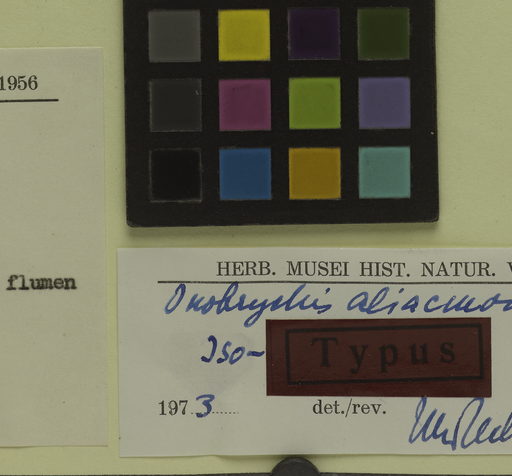 1956
flumen
HERB. MUSEI HIST. NATUR. V
Onobrychis aliacmon
Iso- Typus
1973 det./rev.